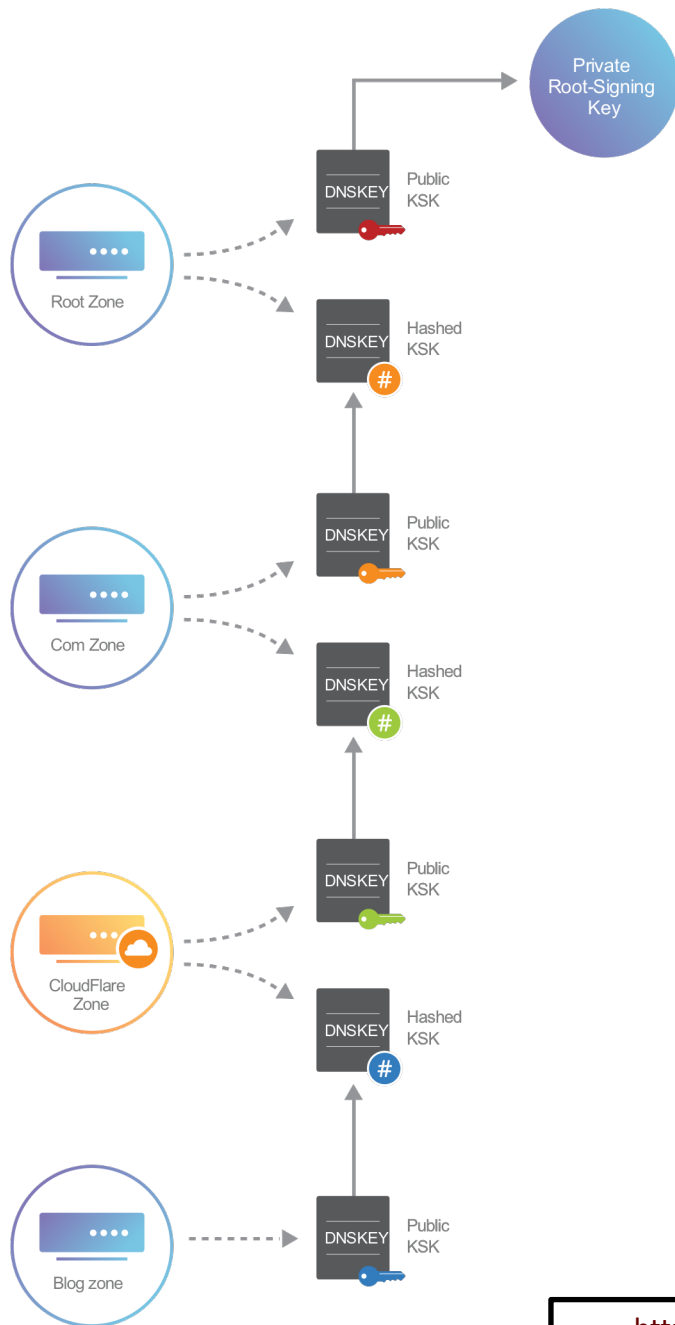 Private
Root-Signing
Key
DNSKEY
Public
KSK
Root Zone
DNSKEY
Hashed
KSK
#
DNSKEY
Public
KSK
Com Zone
DNSKEY
Hashed
KSK
#
DNSKEY
Public
KSK
CloudFlare
Zone
DNSKEY
Hashed
KSK
#
DNSKEY
Public
KSK
Blog zone